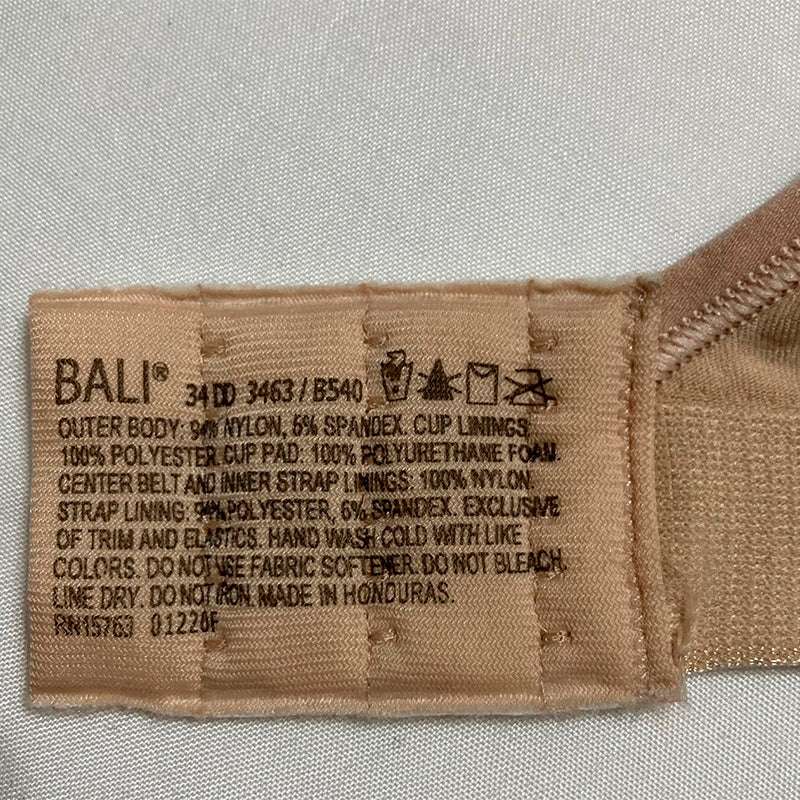 BALI® 34DD 3463/B540
OUTER BODY: 94% NYLON, 6% SPANDEX. CUP LININGS
100% POLYESTER. CUP PAD: 100% POLYURETHANE FOAM.
CENTER BELT AND INNER STRAP LININGS: 100% NYLON.
STRAP LINING: 94% POLYESTER, 6% SPANDEX. EXCLUSIVE
OF TRIM AND ELASTICS. HAND WASH COLD WITH LIKE
COLORS. DO NOT USE FABRIC SOFTENER. DO NOT BLEACH.
LINE DRY. DO NOT IRON. MADE IN HONDURAS.
RN15763 01220F